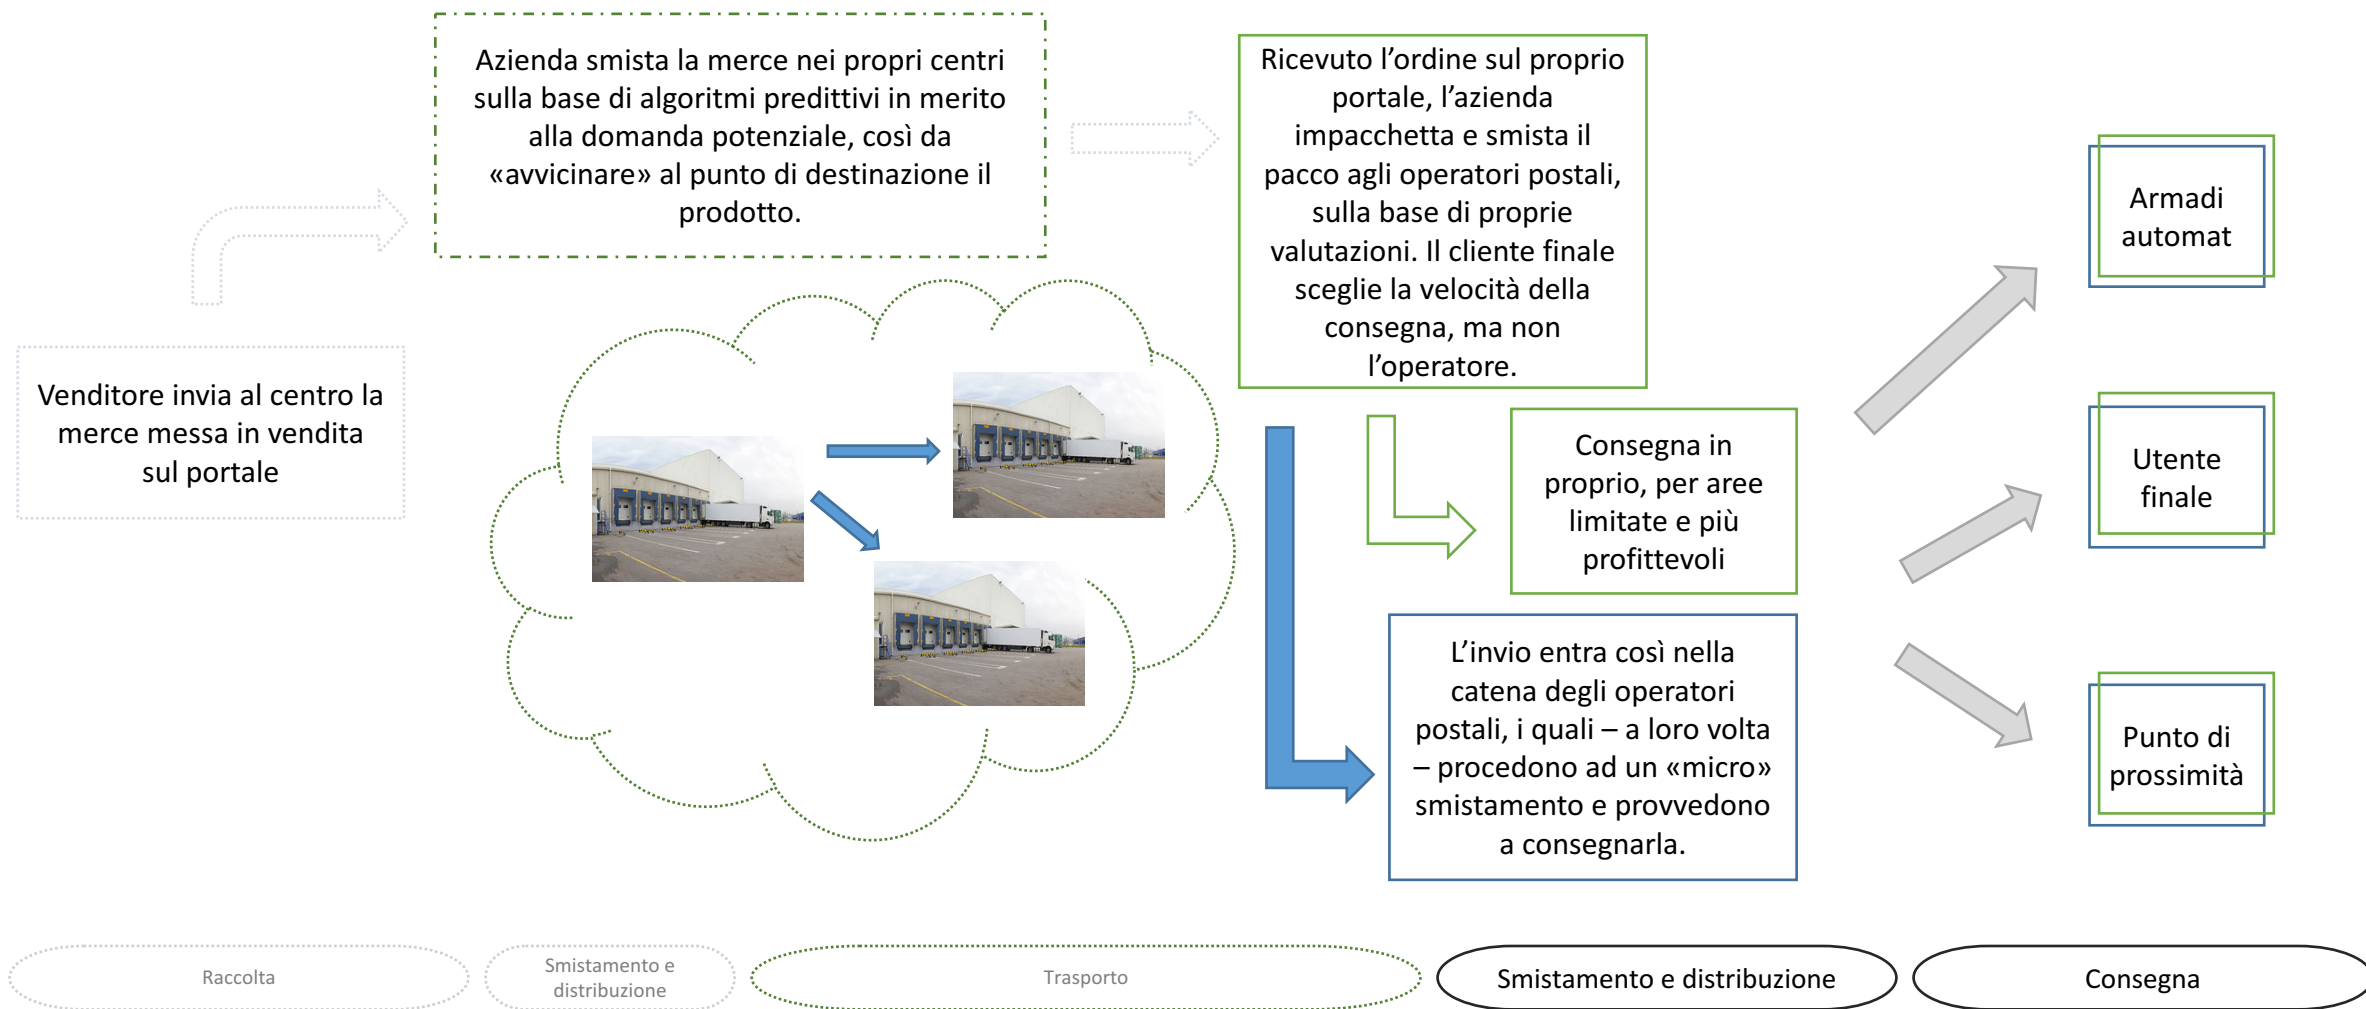 Azienda smista la merce nei propri centri
sulla base di algoritmi predittivi in merito
alla domanda potenziale, così da
«avvicinare» al punto di destinazione il
prodotto.
Ricevuto l’ordine sul proprio
portale, l’azienda
impacchetta e smista il
pacco agli operatori postali,
sulla base di proprie
valutazioni. Il cliente finale
sceglie la velocità della
consegna, ma non
l’operatore.
Armadi
automat
Venditore invia al centro la
merce messa in vendita
sul portale
Consegna in
proprio, per aree
limitate e più
profittevoli
Utente
finale
L’invio entra così nella
catena degli operatori
postali, i quali – a loro volta
– procedono ad un «micro»
smistamento e provvedono
a consegnarla.
Punto di
prossimità
Raccolta
Smistamento e
distribuzione
Trasporto
Smistamento e distribuzione
Consegna